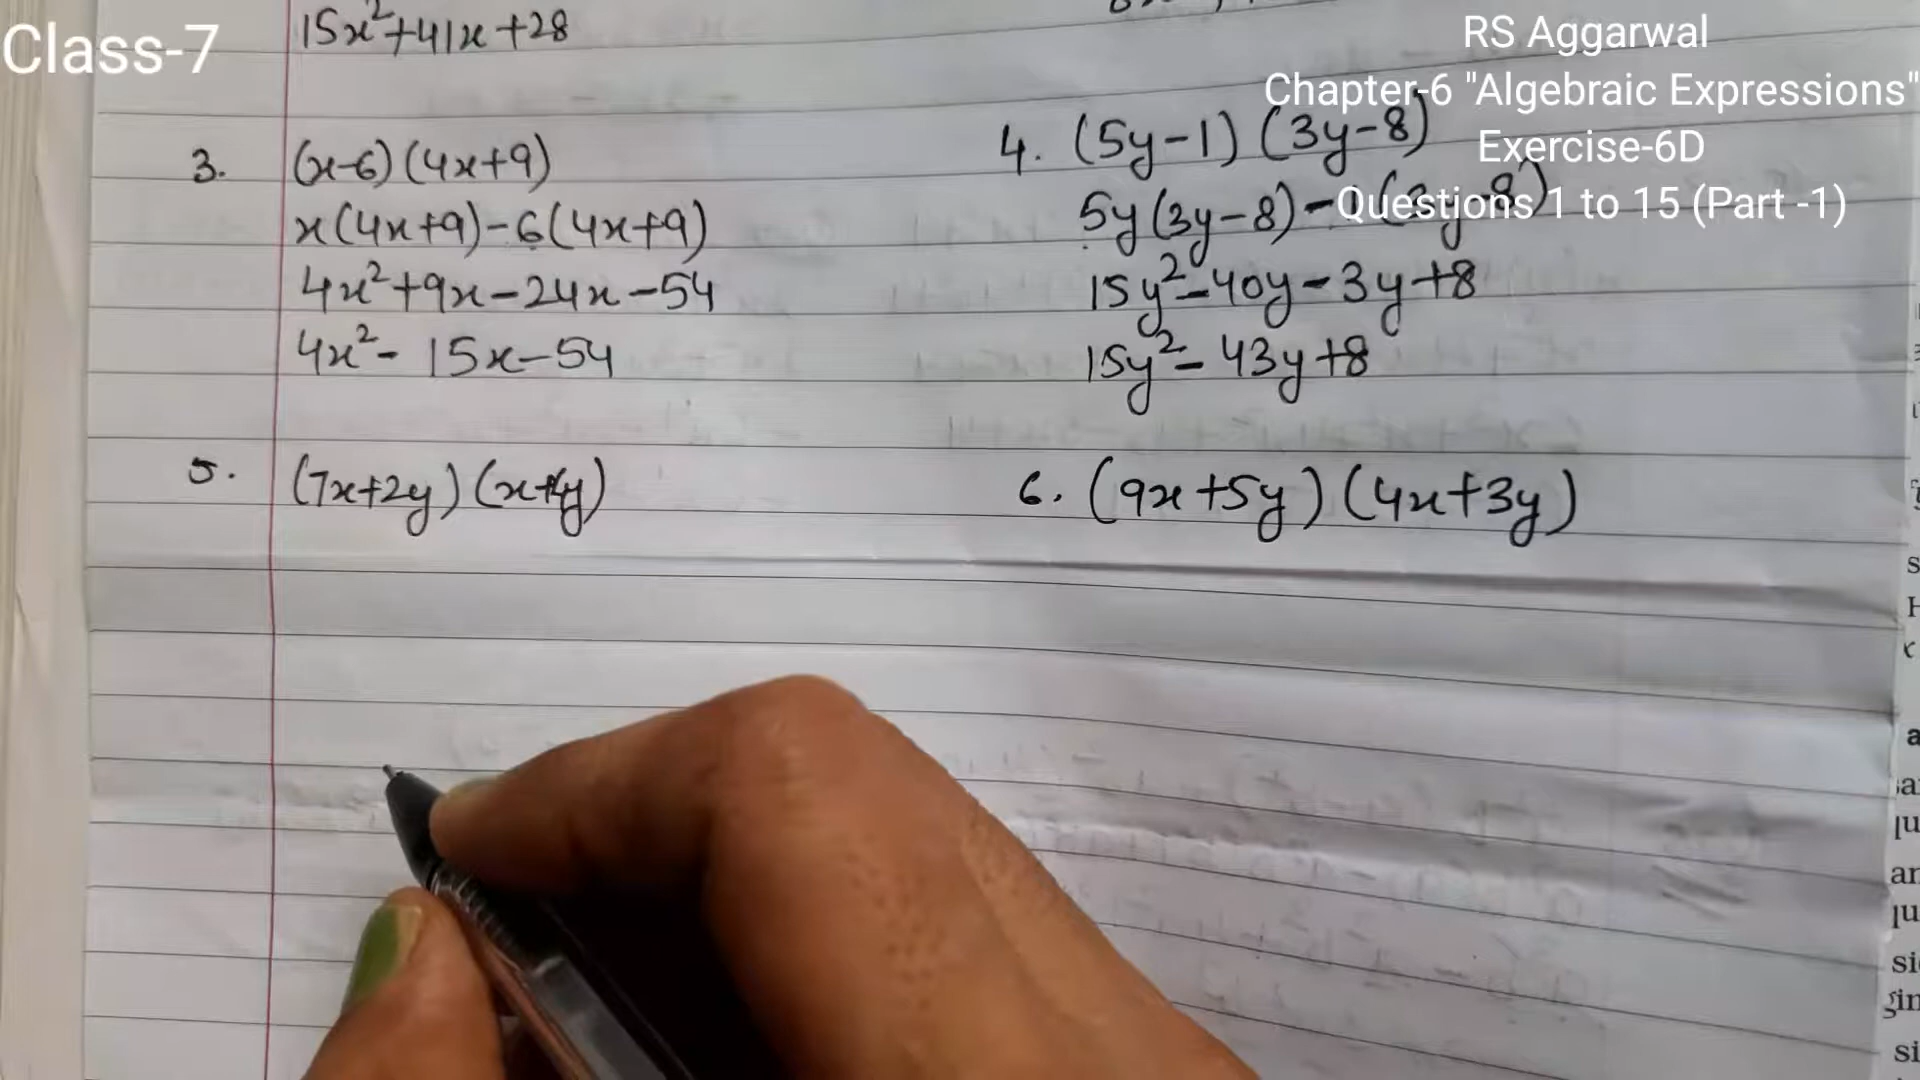 Class-7
RS Aggarwal
Chapter-6 "Algebraic Expressions"
Exercise-6D
Questions 1 to 15 (Part -1)
15x²+41x+28
3. (x-6)(4x+9)
x(4x+9)-6(4x+9)
4x²+9x-24x-54
4x²-15x-54
4. (5y-1)(3y-8)
5y(3y-8)-1(3y-8)
15y²-40y-3y+8
15y²-43y+8
5. (7x+2y)(x+4y)
6. (9x+5y)(4x+3y)